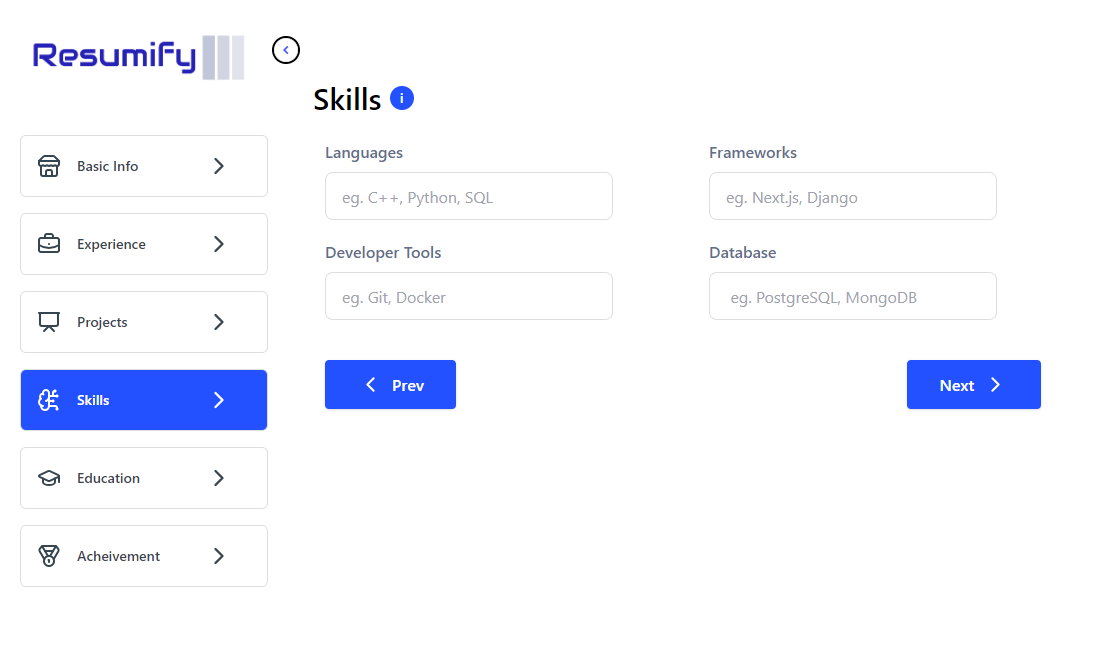 Resumify
Skills i
Basic Info
Experience
Projects
Skills
Education
Acheivement
Languages
eg. C++, Python, SQL
Frameworks
eg. Next.js, Django
Developer Tools
eg. Git, Docker
Database
eg. PostgreSQL, MongoDB
Prev
Next